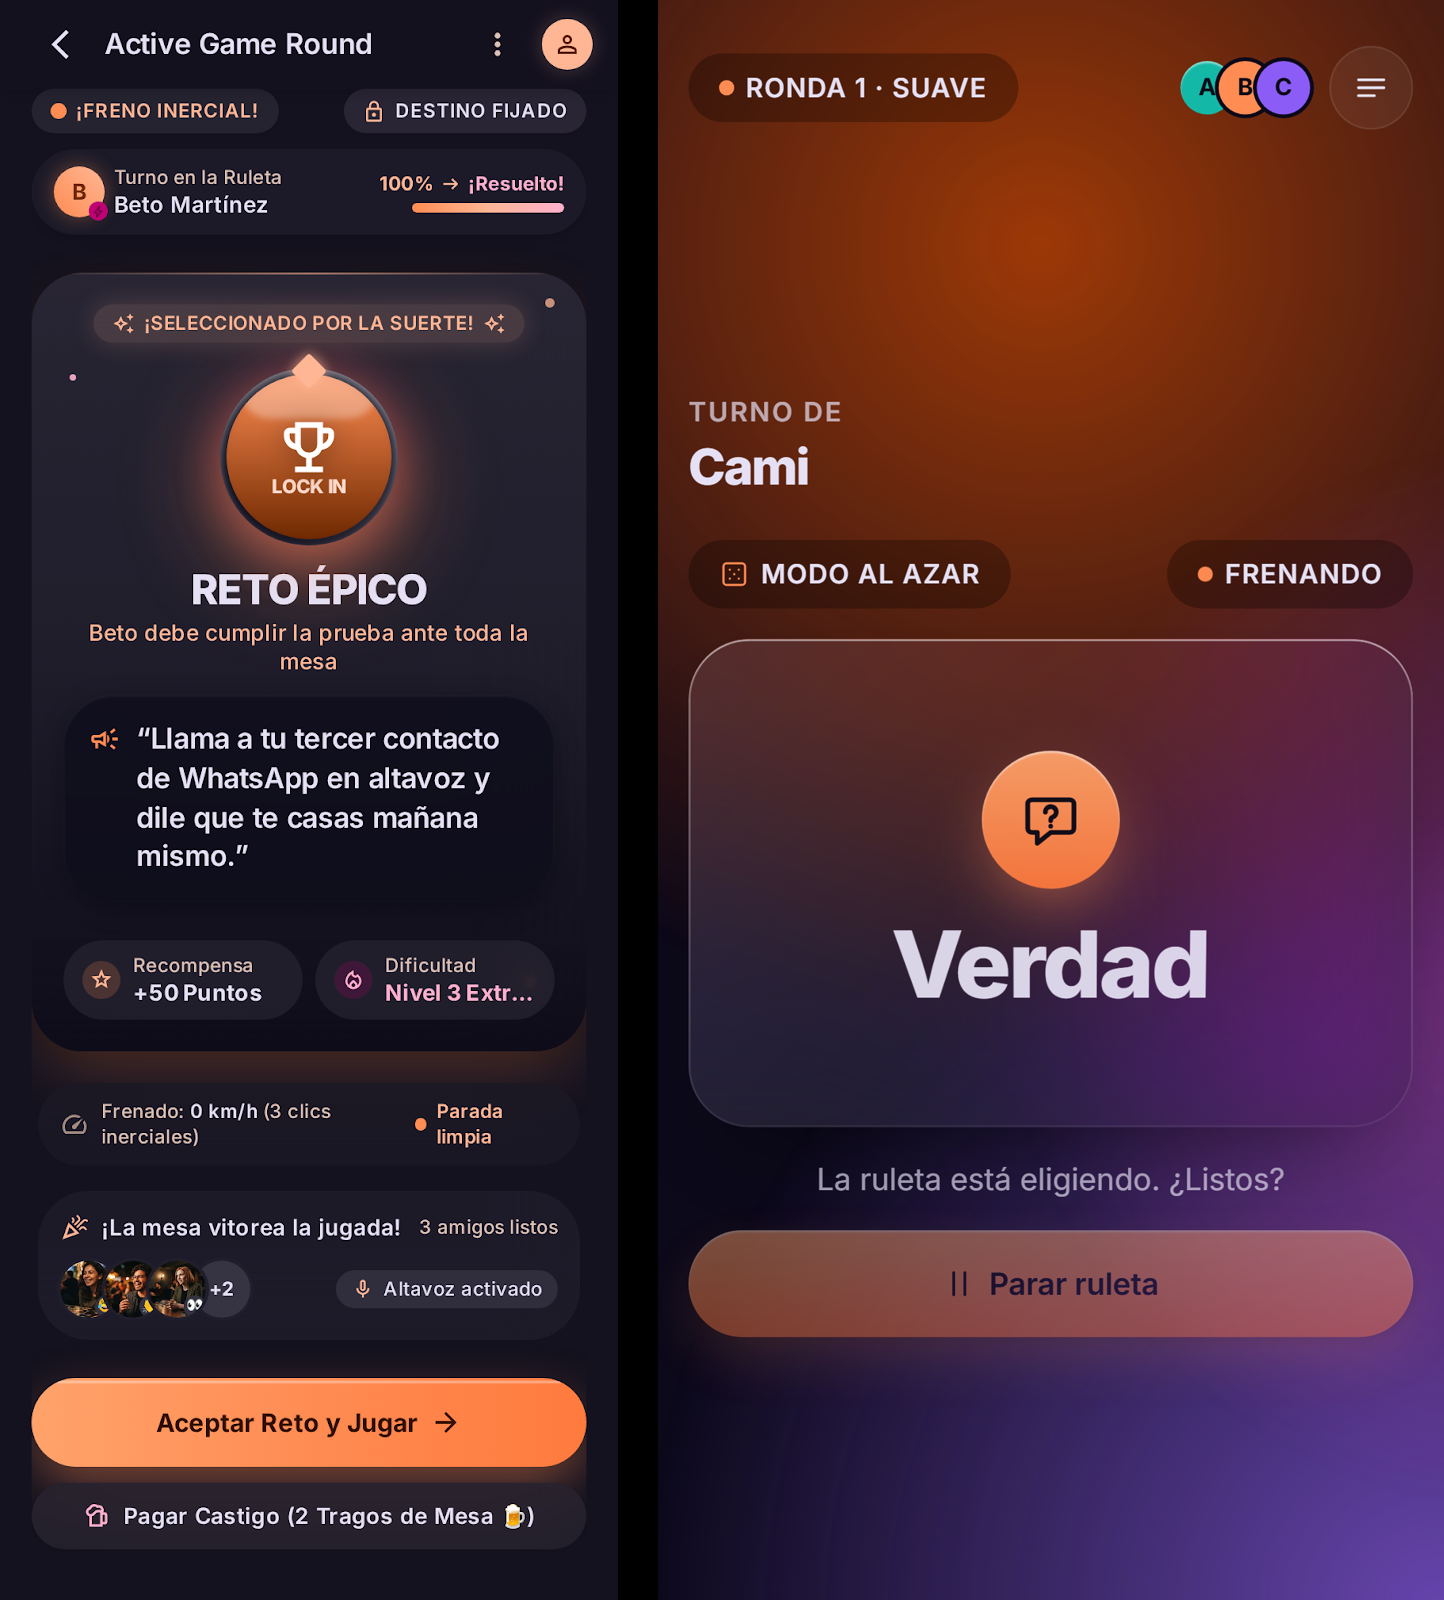 Active Game Round
¡FRENO INERCIAL!
DESTINO FIJADO
B
Turno en la Ruleta
Beto Martínez
100% → ¡Resuelto!
¡SELECCIONADO POR LA SUERTE!
LOCK IN
RETO ÉPICO
Beto debe cumplir la prueba ante toda la
mesa
“Llama a tu tercer contacto
de WhatsApp en altavoz y
dile que te casas mañana
mismo.”
Recompensa
+50 Puntos
Dificultad
Nivel 3 Extr...
Frenado: 0 km/h (3 clics
inerciales)
Parada
limpia
¡La mesa vitorea la jugada!
3 amigos listos
+2
Altavoz activado
Aceptar Reto y Jugar →
Pagar Castigo (2 Tragos de Mesa 🍺)
RONDA 1 · SUAVE
A B C
TURNO DE
Cami
MODO AL AZAR
FRENANDO
Verdad
La ruleta está eligiendo. ¿Listos?
Parar ruleta